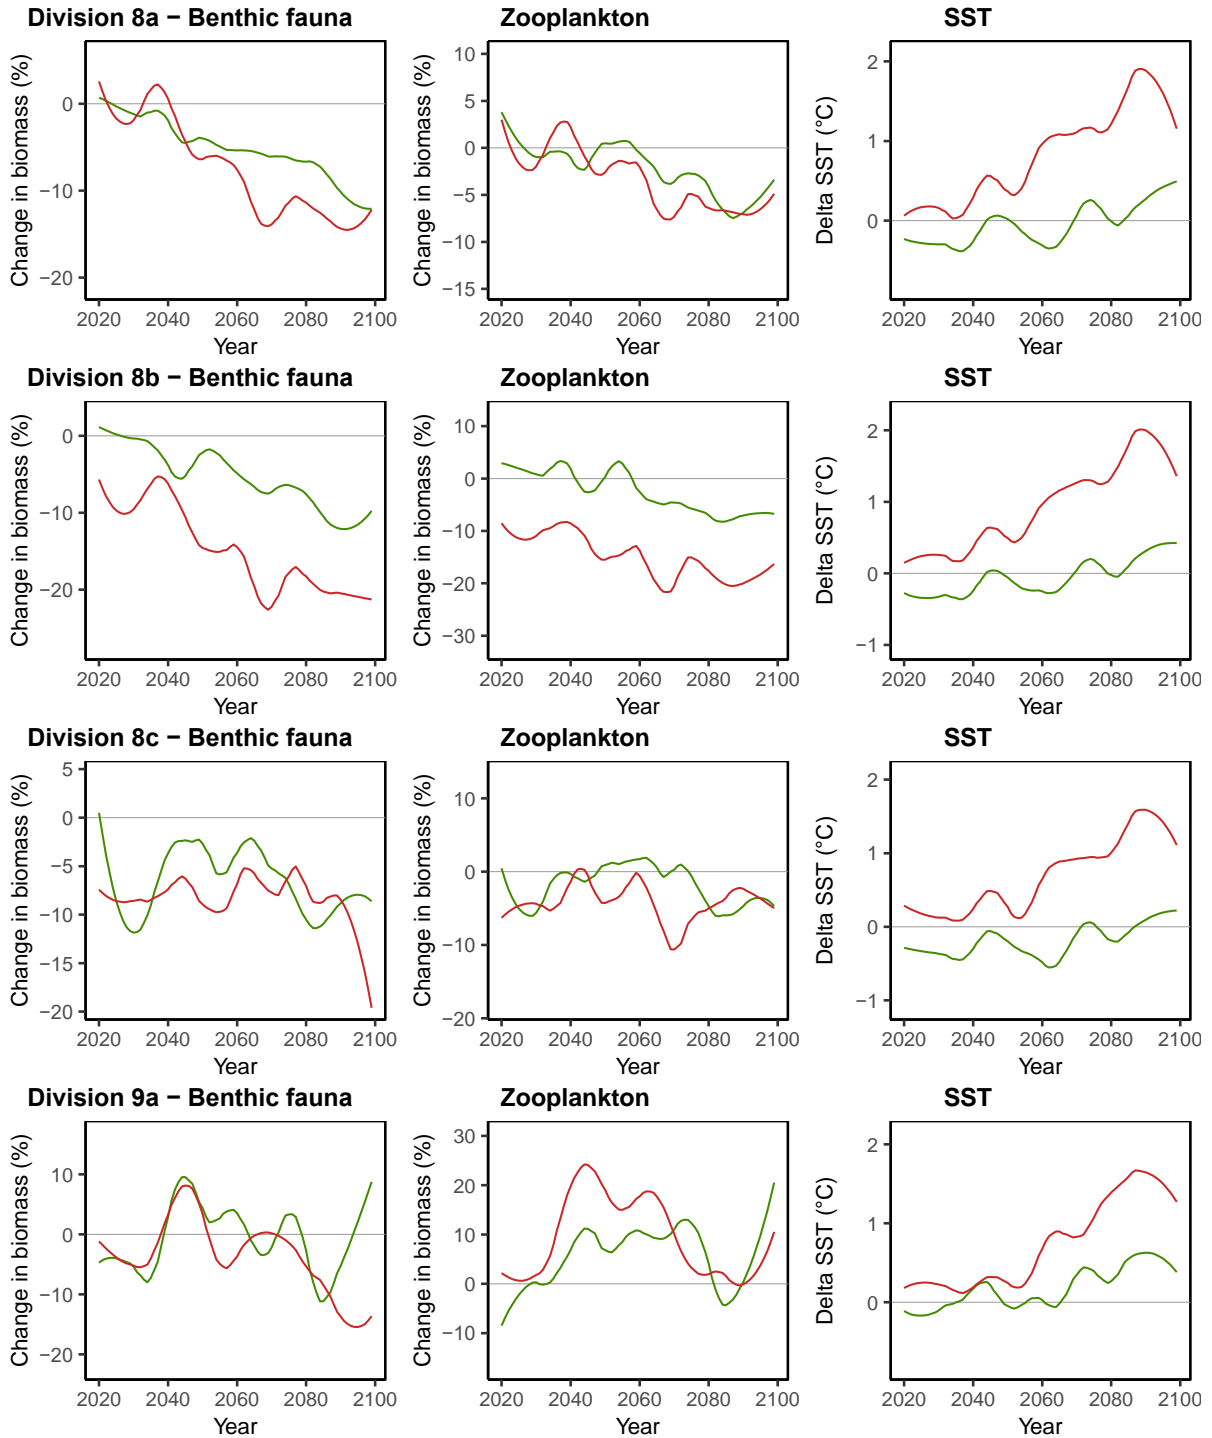 Division 8a − Benthic fauna
Change in biomass (%)
0
−10
−20
2020 2040 2060 2080 2100
Year
Zooplankton
Change in biomass (%)
10
5
0
−5
−10
−15
2020 2040 2060 2080 2100
Year
SST
Delta SST (°C)
2
1
0
2020 2040 2060 2080 2100
Year
Division 8b − Benthic fauna
Change in biomass (%)
0
−10
−20
2020 2040 2060 2080 2100
Year
Zooplankton
Change in biomass (%)
10
0
−10
−20
−30
2020 2040 2060 2080 2100
Year
SST
Delta SST (°C)
2
1
0
−1
2020 2040 2060 2080 2100
Year
Division 8c − Benthic fauna
Change in biomass (%)
5
0
−5
−10
−15
−20
2020 2040 2060 2080 2100
Year
Zooplankton
Change in biomass (%)
10
0
−10
−20
2020 2040 2060 2080 2100
Year
SST
Delta SST (°C)
2
1
0
−1
2020 2040 2060 2080 2100
Year
Division 9a − Benthic fauna
Change in biomass (%)
10
0
−10
−20
2020 2040 2060 2080 2100
Year
Zooplankton
Change in biomass (%)
30
20
10
0
−10
2020 2040 2060 2080 2100
Year
SST
Delta SST (°C)
2
1
0
2020 2040 2060 2080 2100
Year